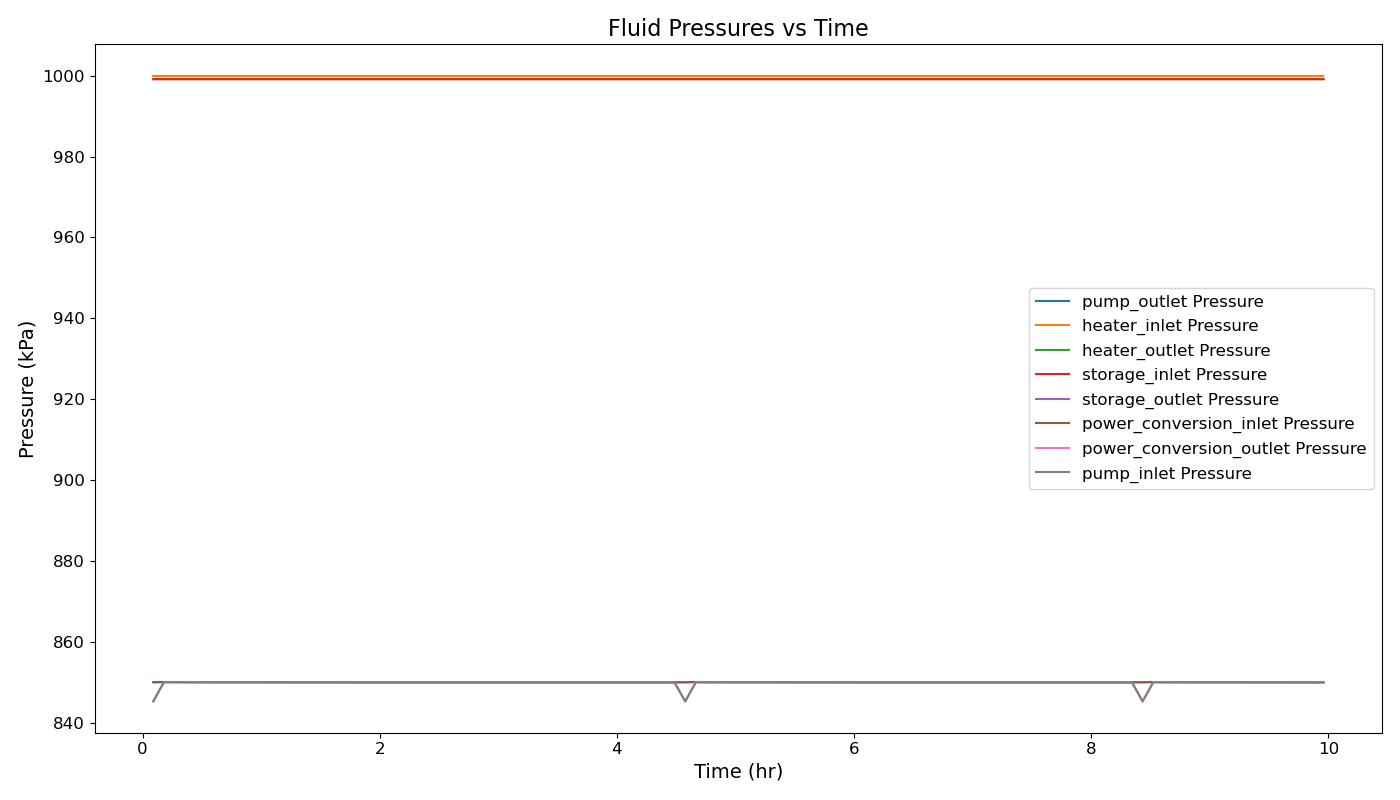 Fluid Pressures vs Time
1000
980
960
940
920
900
880
860
840
Pressure (kPa)
pump_outlet Pressure
heater_inlet Pressure
heater_outlet Pressure
storage_inlet Pressure
storage_outlet Pressure
power_conversion_inlet Pressure
power_conversion_outlet Pressure
pump_inlet Pressure
0 2 4 6 8 10
Time (hr)